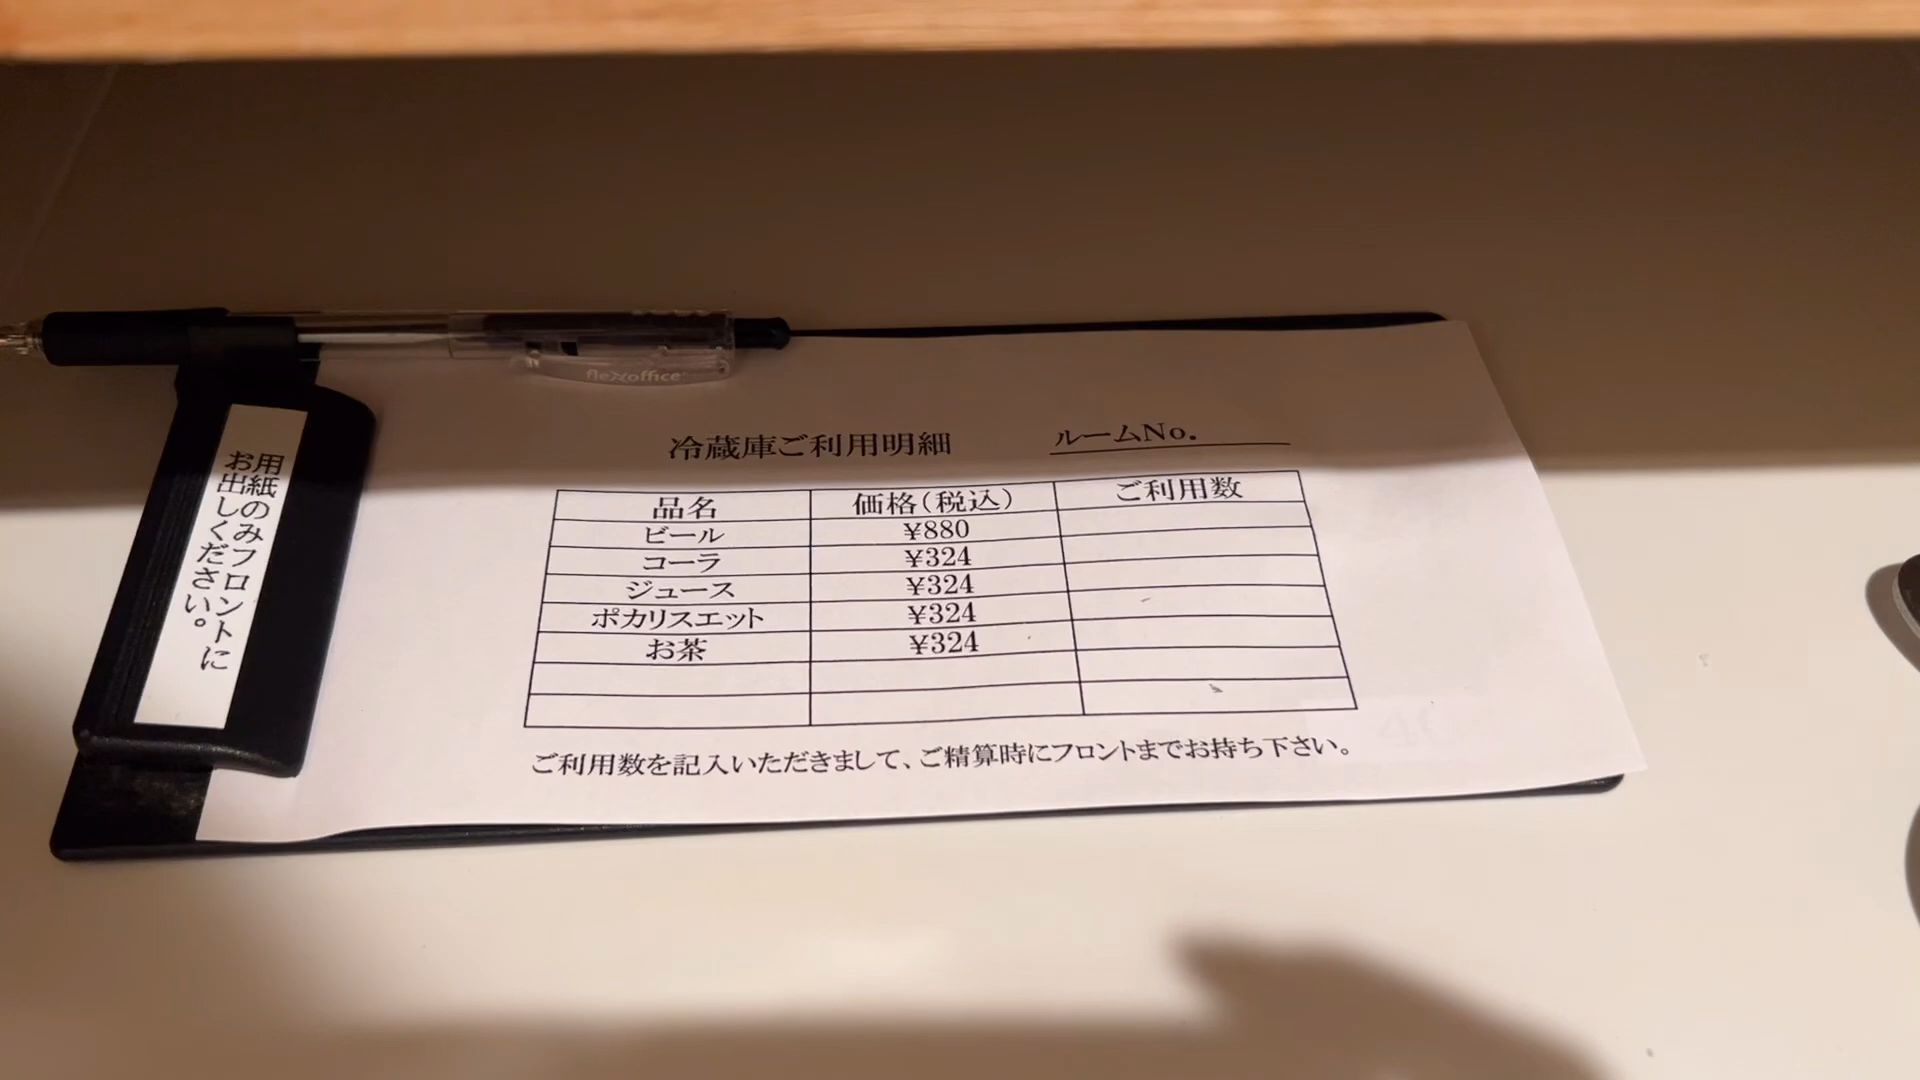 flexoffice
用紙のみフロントに
お出しください。
冷蔵庫ご利用明細 ルームNo.
品名 価格(税込) ご利用数
ビール ¥880
コーラ ¥324
ジュース ¥324
ポカリスエット ¥324
お茶 ¥324
ご利用数を記入いただきまして、ご精算時にフロントまでお持ち下さい。